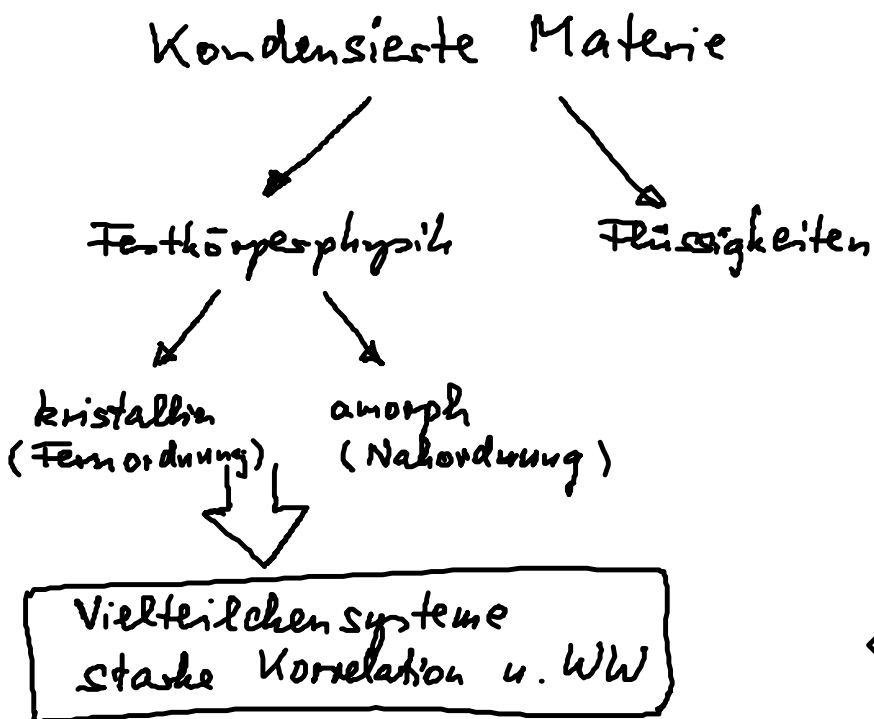 Kondensierte Materie
Festkörperphysik Flüssigkeiten
kristallin amorph
(Fernordnung) (Nahordnung)
Vielteilchensysteme
starke Korrelation u. WW